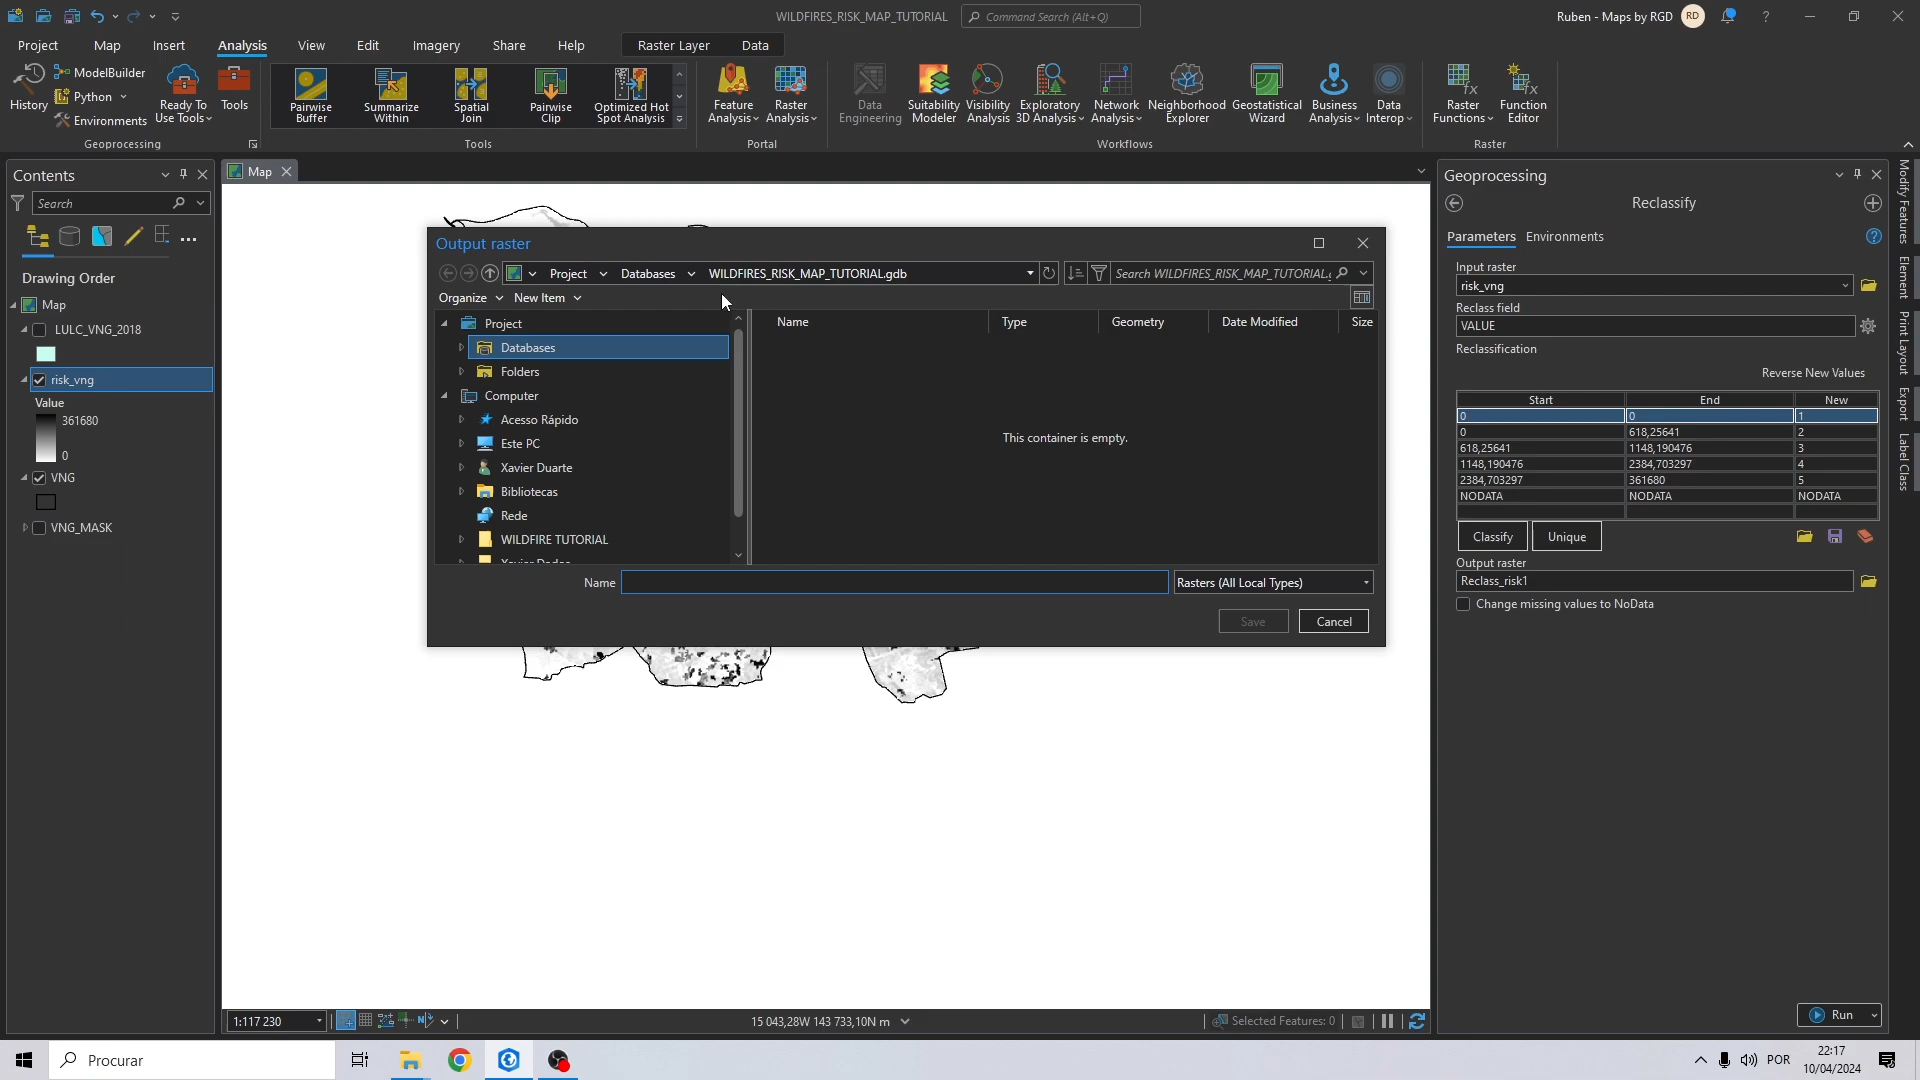 WILDFIRES_RISK_MAP_TUTORIAL
Command Search (Alt+Q)
Ruben - Maps by RGD
RD
?
Project
Map
Insert
Analysis
View
Edit
Imagery
Share
Help
Raster Layer
Data
History
ModelBuilder
Python
Environments
Ready To Use Tools
Tools
Pairwise Buffer
Summarize Within
Spatial Join
Pairwise Clip
Optimized Hot Spot Analysis
Feature Analysis
Raster Analysis
Data Engineering
Suitability Modeler
Visibility Analysis
Exploratory 3D Analysis
Network Analysis
Neighborhood Explorer
Geostatistical Wizard
Business Analysis
Data Interop
Raster Functions
Function Editor
Geoprocessing
Tools
Portal
Workflows
Raster
Contents
Search
Drawing Order
Map
LULC_VNG_2018
risk_vng
Value
361680
0
VNG
VNG_MASK
Map
Output raster
Project
Databases
WILDFIRES_RISK_MAP_TUTORIAL.gdb
Search WILDFIRES_RISK_MAP_TUTORIAL.
Organize
New Item
Project
Databases
Folders
Computer
Acesso Rápido
Este PC
Xavier Duarte
Bibliotecas
Rede
WILDFIRE TUTORIAL
Name
Type
Geometry
Date Modified
Size
This container is empty.
Name
Rasters (All Local Types)
Save
Cancel
Geoprocessing
Reclassify
Parameters
Environments
?
Input raster
risk_vng
Reclass field
VALUE
Reclassification
Reverse New Values
Start End New
0 0 1
0 618,25641 2
618,25641 1148,190476 3
1148,190476 2384,703297 4
2384,703297 361680 5
NODATA NODATA NODATA
Classify
Unique
Output raster
Reclass_risk1
Change missing values to NoData
Run
Modify Features
Element
Print Layout
Export
Label Class
1:117 230
15 043,28W 143 733,10N m
Selected Features: 0
Procurar
POR
22:17
10/04/2024